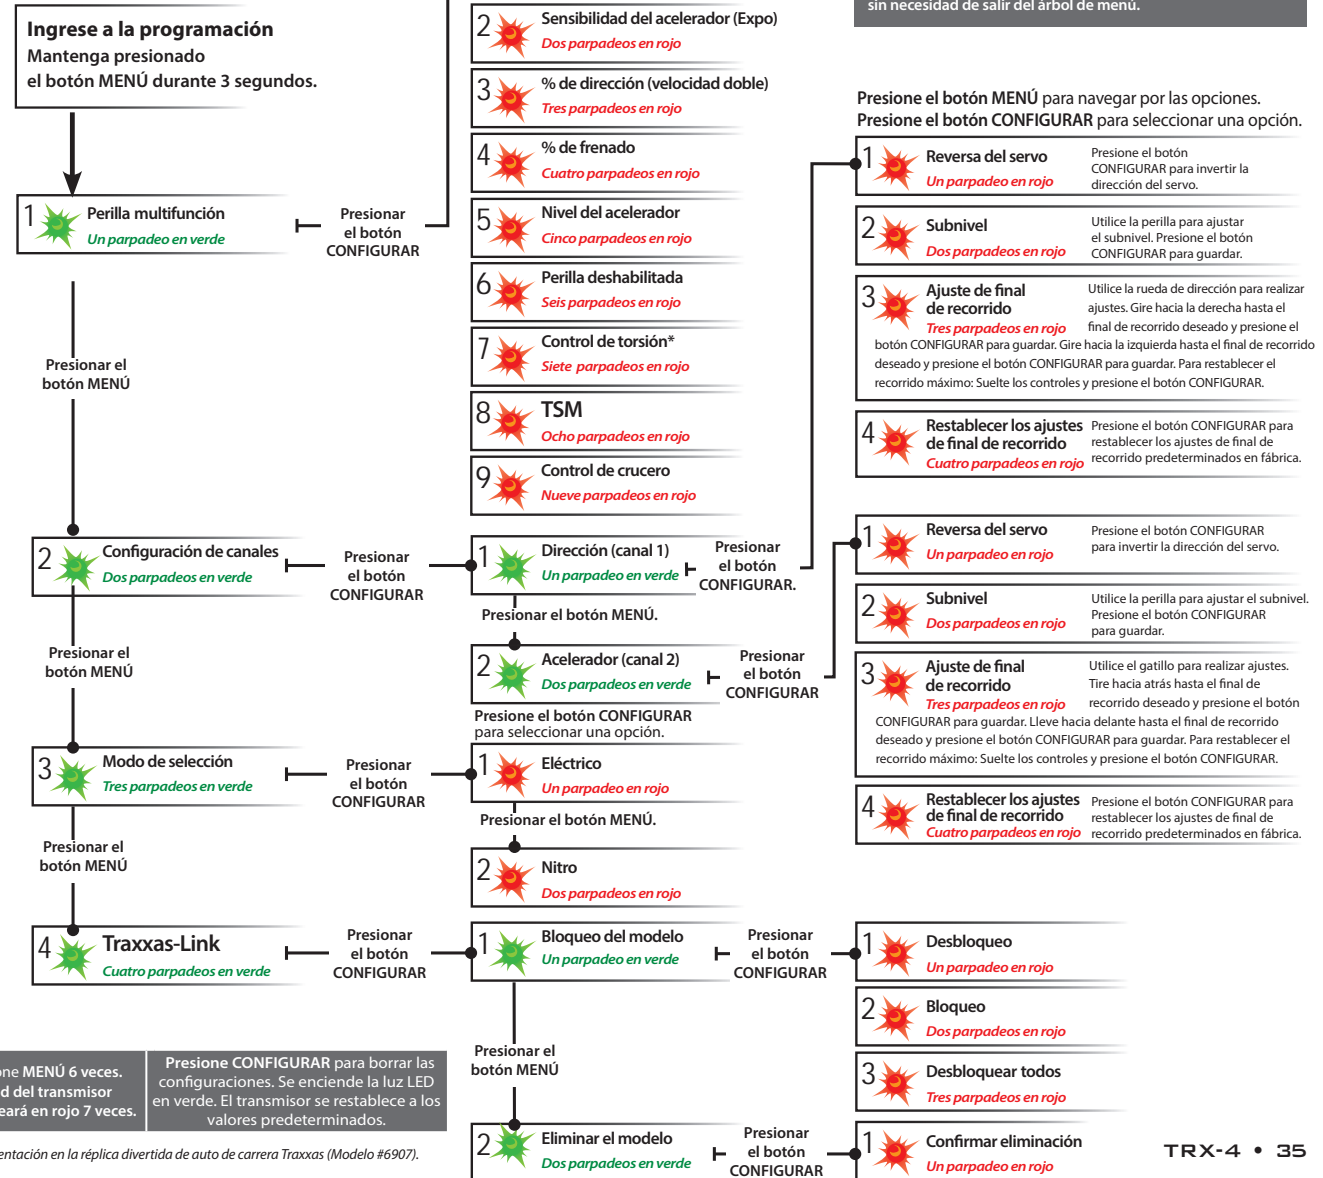 sin necesidad de salir del árbol de menú.
Ingrese a la programación
Mantenga presionado
el botón MENÚ durante 3 segundos.
1
Perilla multifunción
Un parpadeo en verde
Presionar
el botón
CONFIGURAR
2
Sensibilidad del acelerador (Expo)
Dos parpadeos en rojo
3
% de dirección (velocidad doble)
Tres parpadeos en rojo
4
% de frenado
Cuatro parpadeos en rojo
5
Nivel del acelerador
Cinco parpadeos en rojo
6
Perilla deshabilitada
Seis parpadeos en rojo
7
Control de torsión*
Siete parpadeos en rojo
8
TSM
Ocho parpadeos en rojo
9
Control de crucero
Nueve parpadeos en rojo
Presionar el
botón MENÚ
2
Configuración de canales
Dos parpadeos en verde
Presionar
el botón
CONFIGURAR
1
Dirección (canal 1)
Un parpadeo en verde
Presionar
el botón
CONFIGURAR.
Presionar el botón MENÚ.
2
Acelerador (canal 2)
Dos parpadeos en verde
Presionar
el botón
CONFIGURAR
Presione el botón MENÚ para navegar por las opciones.
Presione el botón CONFIGURAR para seleccionar una opción.
1
Reversa del servo
Un parpadeo en rojo
Presione el botón
CONFIGURAR para invertir la
dirección del servo.
2
Subnivel
Dos parpadeos en rojo
Utilice la perilla para ajustar
el subnivel. Presione el botón
CONFIGURAR para guardar.
3
Ajuste de final
de recorrido
Tres parpadeos en rojo
Utilice la rueda de dirección para realizar
ajustes. Gire hacia la derecha hasta el
final de recorrido deseado y presione el
botón CONFIGURAR para guardar. Gire hacia la izquierda hasta el final de recorrido
deseado y presione el botón CONFIGURAR para guardar. Para restablecer el
recorrido máximo: Suelte los controles y presione el botón CONFIGURAR.
4
Restablecer los ajustes
de final de recorrido
Cuatro parpadeos en rojo
Presione el botón CONFIGURAR para
restablecer los ajustes de final de
recorrido predeterminados en fábrica.
1
Reversa del servo
Un parpadeo en rojo
Presione el botón CONFIGURAR
para invertir la dirección del servo.
2
Subnivel
Dos parpadeos en rojo
Utilice la perilla para ajustar el subnivel.
Presione el botón CONFIGURAR
para guardar.
3
Ajuste de final
de recorrido
Tres parpadeos en rojo
Utilice el gatillo para realizar ajustes.
Tire hacia atrás hasta el final de
recorrido deseado y presione el botón
CONFIGURAR para guardar. Lleve hacia delante hasta el final de recorrido
deseado y presione el botón CONFIGURAR para guardar. Para restablecer el
recorrido máximo: Suelte los controles y presione el botón CONFIGURAR.
4
Restablecer los ajustes
de final de recorrido
Cuatro parpadeos en rojo
Presione el botón CONFIGURAR para
restablecer los ajustes de final de
recorrido predeterminados en fábrica.
Presionar el
botón MENÚ
3
Modo de selección
Tres parpadeos en verde
Presionar
el botón
CONFIGURAR
Presione el botón CONFIGURAR
para seleccionar una opción.
1
Eléctrico
Un parpadeo en rojo
Presionar el botón MENÚ.
2
Nitro
Dos parpadeos en rojo
Presionar el
botón MENÚ
4
Traxxas-Link
Cuatro parpadeos en verde
Presionar
el botón
CONFIGURAR
1
Bloqueo del modelo
Un parpadeo en verde
Presionar
el botón
CONFIGURAR
1
Desbloqueo
Un parpadeo en rojo
2
Bloqueo
Dos parpadeos en rojo
3
Desbloquear todos
Tres parpadeos en rojo
Presionar el
botón MENÚ
2
Eliminar el modelo
Dos parpadeos en verde
Presionar
el botón
CONFIGURAR
1
Confirmar eliminación
Un parpadeo en rojo
one MENÚ 6 veces.
d del transmisor
eará en rojo 7 veces.
Presione CONFIGURAR para borrar las
configuraciones. Se enciende la luz LED
en verde. El transmisor se restablece a los
valores predeterminados.
entación en la réplica divertida de auto de carrera Traxxas (Modelo #6907).
TRX-4 • 35